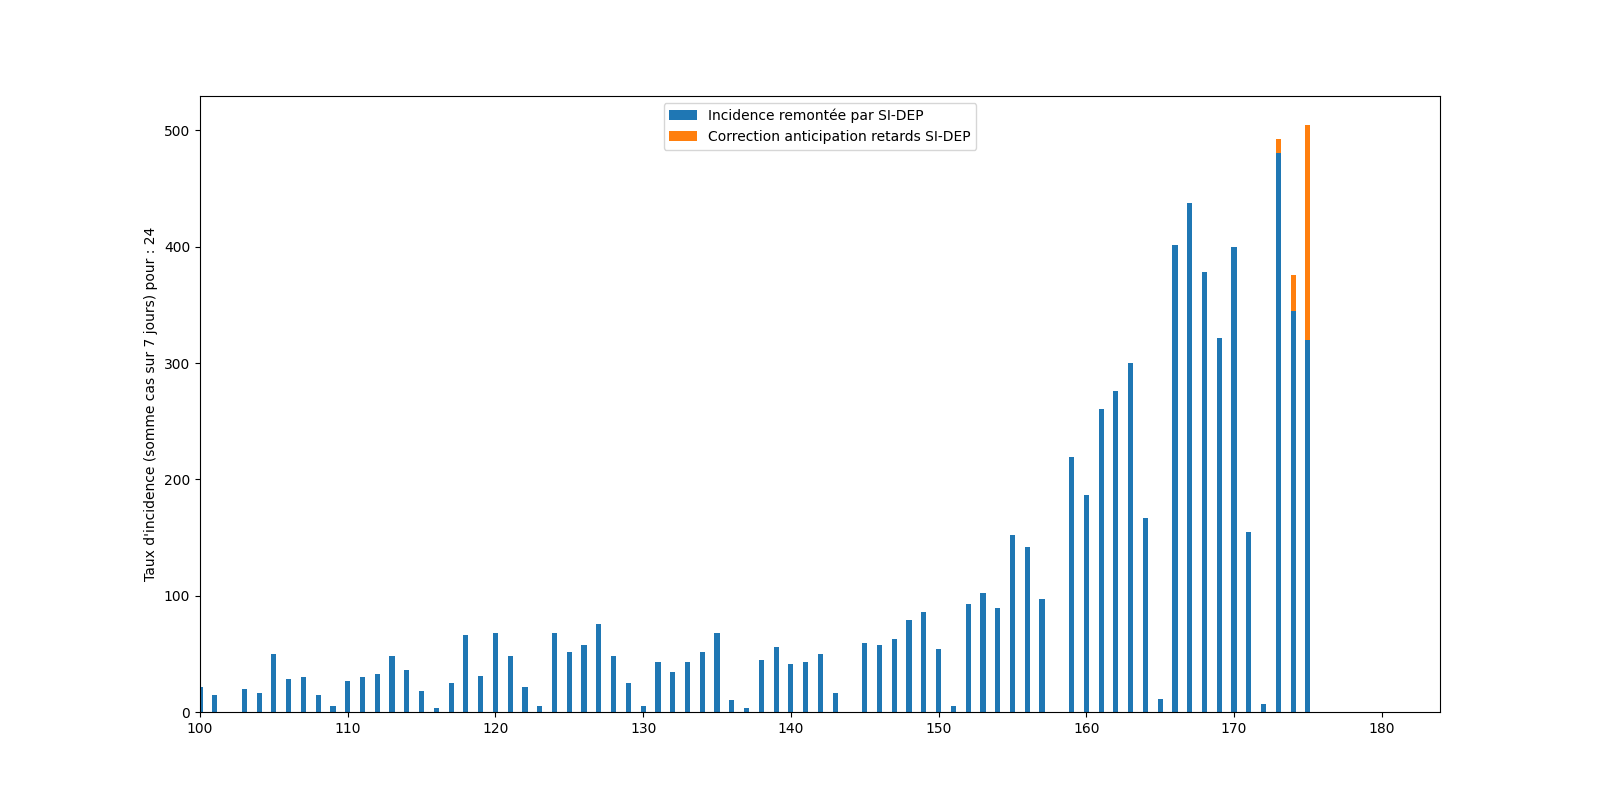 Incidence remontée par SI-DEP
Correction anticipation retards SI-DEP
Taux d'incidence (somme cas sur 7 jours) pour : 24
500
400
300
200
100
0
100 110 120 130 140 150 160 170 180